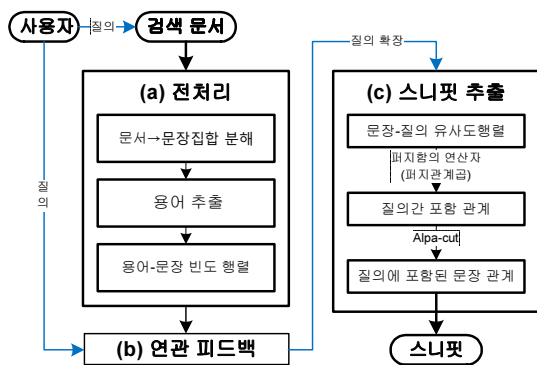 사용자
질의
검색 문서
질의 확장
(a) 전처리
문서→문장집합 분해
용어 추출
용어-문장 빈도 행렬
질의
(b) 연관 피드백
(c) 스니핏 추출
문장-질의 유사도행렬
퍼지함의 연산자
(퍼지관계곱)
질의간 포함 관계
Alpa-cut
질의에 포함된 문장 관계
스니핏